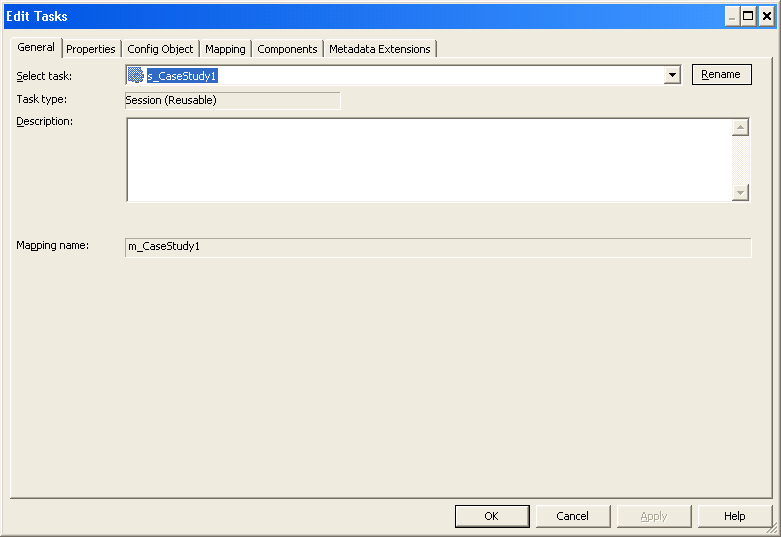 Edit Tasks
General Properties Config Object Mapping Components Metadata Extensions
Select task: s_CaseStudy1 Rename
Task type: Session (Reusable)
Description:
Mapping name: m_CaseStudy1
OK Cancel Apply Help